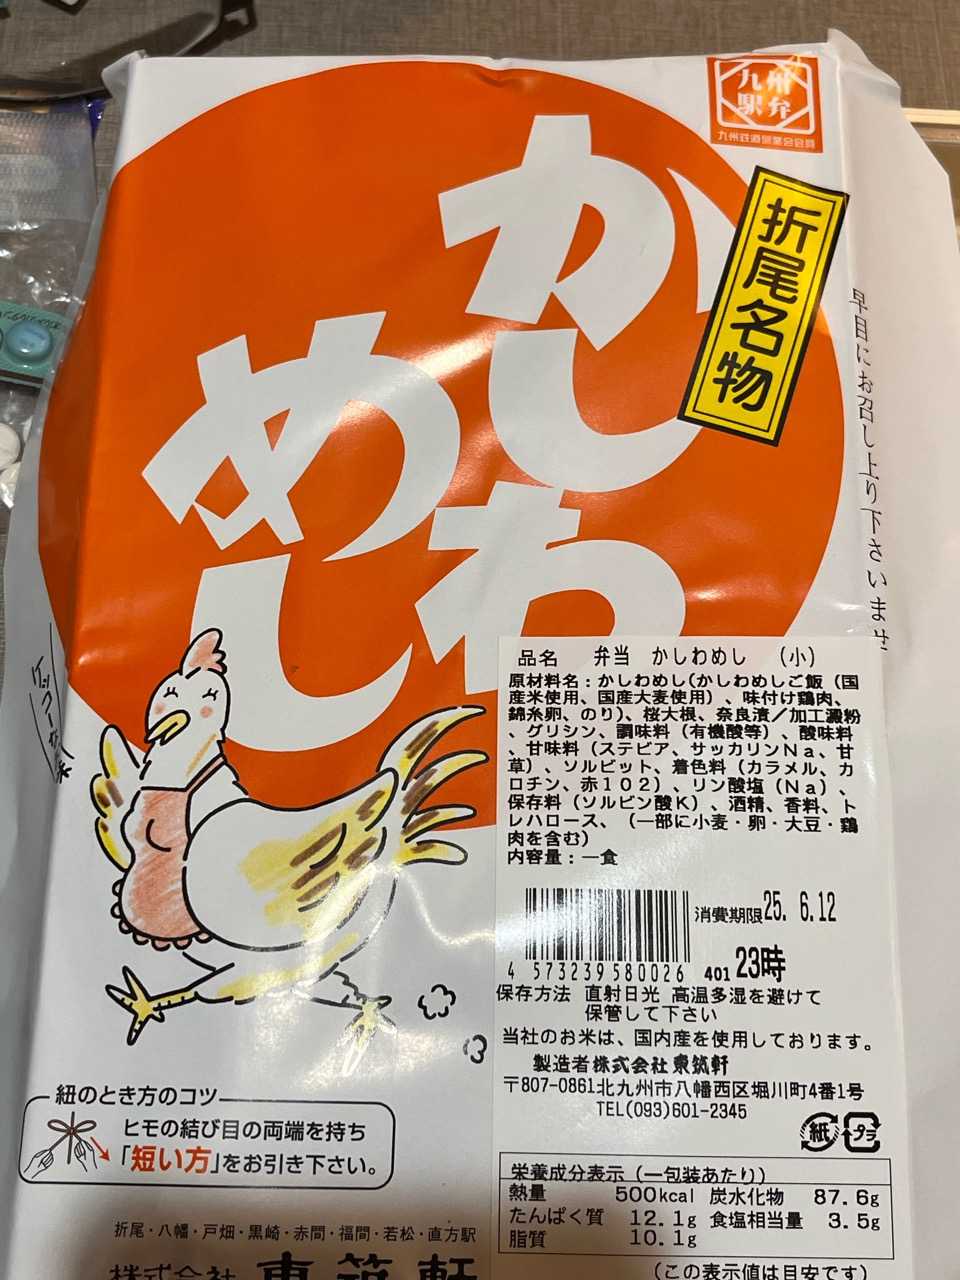 九州
駅弁
九州鉄道営業会会員
折尾名物
かしわ
めし
早目にお召し上り下さいませ
品名 弁当 かしわめし (小)
原材料名:かしわめし(かしわめしご飯(国
産米使用、国産大麦使用)、味付け鶏肉、
錦糸卵、のり)、桜大根、奈良漬/加工澱粉
、グリシン、調味料(有機酸等)、酸味料
、甘味料(ステビア、サッカリンNa、甘
草)、ソルビット、着色料(カラメル、カ
ロチン、赤102)、リン酸塩(Na)、
保存料(ソルビン酸K)、酒精、香料、ト
レハロース、(一部に小麦・卵・大豆・鶏
肉を含む)
内容量:一食
消費期限25. 6.12
4 573239 580026
401 23時
保存方法 直射日光 高温多湿を避けて
保管して下さい
当社のお米は、国内産を使用しております。
製造者株式会社東筑軒
〒807-0861北九州市八幡西区堀川町4番1号
TEL(093)601-2345
紙 プラ
栄養成分表示(一包装あたり)
熱量 500kcal 炭水化物 87.6g
たんぱく質 12.1g 食塩相当量 3.5g
脂質 10.1g
(この表示値は目安です)
紐のとき方のコツ
ヒモの結び目の両端を持ち
「短い方」をお引き下さい。
折尾・八幡・戸畑・黒崎・赤間・福間・若松・直方駅
株式会社 東筑軒